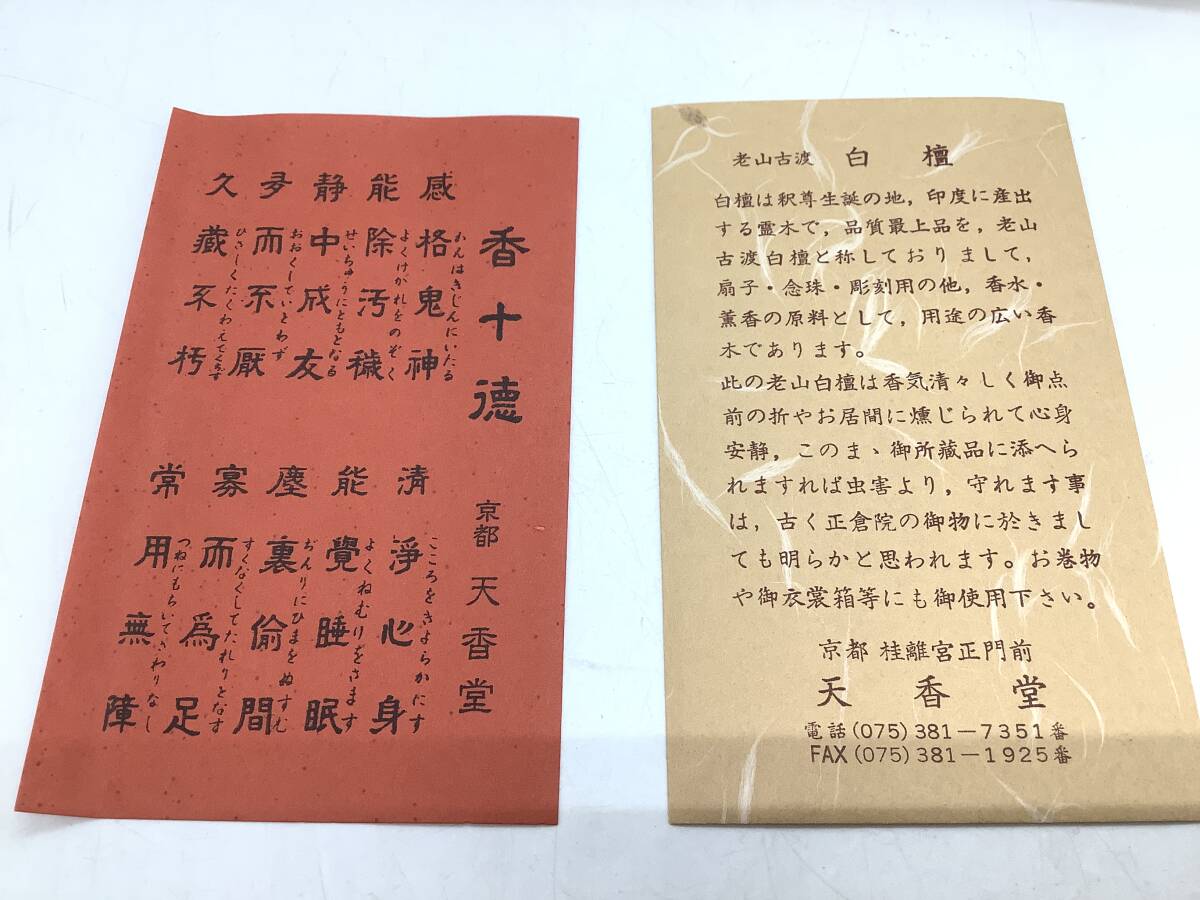 香十德
京都 天香堂
感格鬼神
かんはきじんにいたる
能除汚穢
よくけがれをのぞく
静中成友
せいちゅうにともとなる
多而不厭
おおくしていとわず
久藏不朽
ひさしくたくわえてくちず
清淨心身
こころをきよらかにす
能覺睡眠
よくねむけをさます
塵裏偷間
ぢんりにひまをぬすむ
寡而爲足
すくなくしてたれりとなす
常用無障
つねにもちいてさわりなし
老山古渡 白檀
白檀は釈尊生誕の地，印度に産出
する霊木で，品質最上品を，老山
古渡白檀と称しておりまして，
扇子・念珠・彫刻用の他，香水・
薫香の原料として，用途の広い香
木であります。
此の老山白檀は香気清々しく御点
前の折やお居間に燻じられて心身
安静，このまゝ御所蔵品に添へら
れますれば虫害より，守れます事
は，古く正倉院の御物に於きまし
ても明らかと思われます。お巻物
や御衣裳箱等にも御使用下さい。
京都 桂離宮正門前
天香堂
電話(075)381－7351番
FAX(075)381－1925番